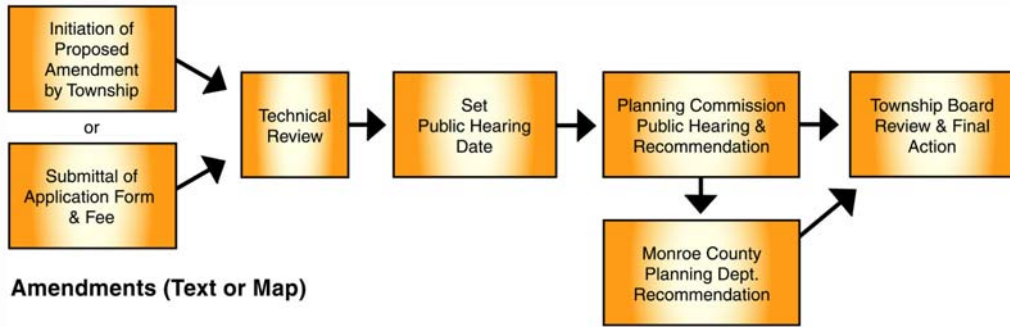 Initiation of
Proposed
Amendment
by Township
or
Submittal of
Application Form
& Fee
Technical
Review
Set
Public Hearing
Date
Planning Commission
Public Hearing &
Recommendation
Township Board
Review & Final
Action
Monroe County
Planning Dept.
Recommendation
Amendments (Text or Map)